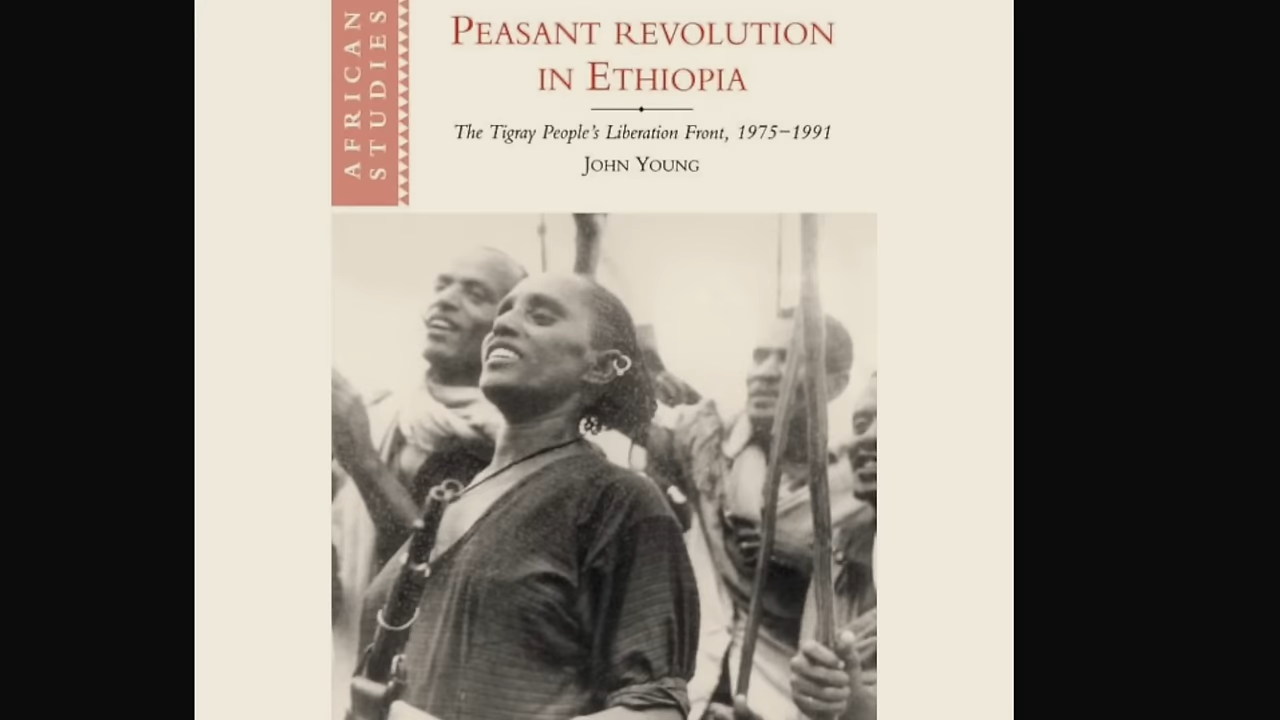 AFRICAN
STUDIES
PEASANT REVOLUTION
IN ETHIOPIA
The Tigray People's Liberation Front, 1975–1991
JOHN YOUNG